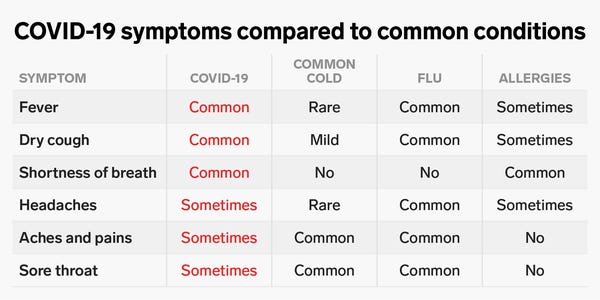 COVID-19 symptoms compared to common conditions
SYMPTOM COVID-19 COMMON COLD FLU ALLERGIES
Fever Common Rare Common Sometimes
Dry cough Common Mild Common Sometimes
Shortness of breath Common No No Common
Headaches Sometimes Rare Common Sometimes
Aches and pains Sometimes Common Common No
Sore throat Sometimes Common Common No